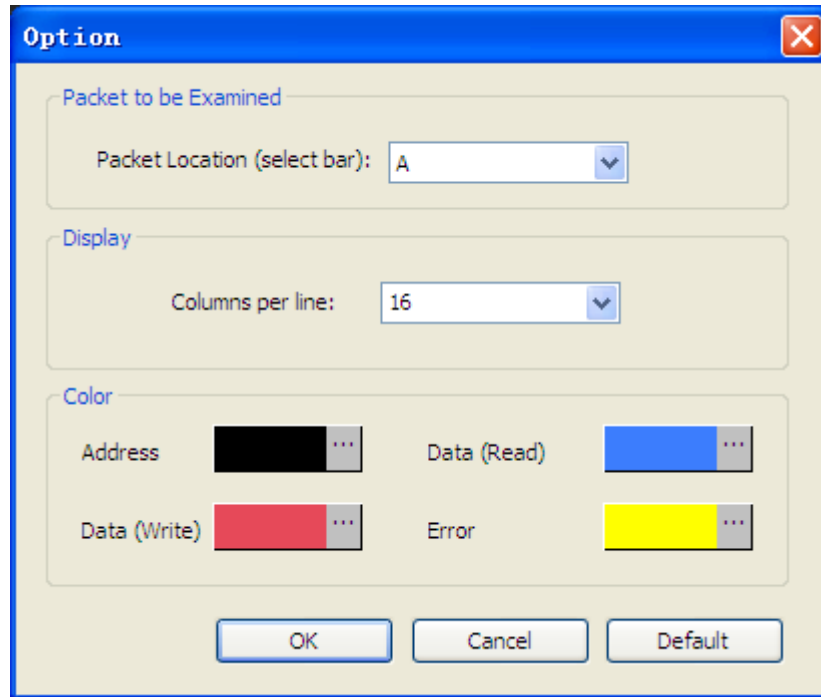 Option
Packet to be Examined
Packet Location (select bar): A
Display
Columns per line: 16
Color
Address ... Data (Read) ...
Data (Write) ... Error ...
OK Cancel Default